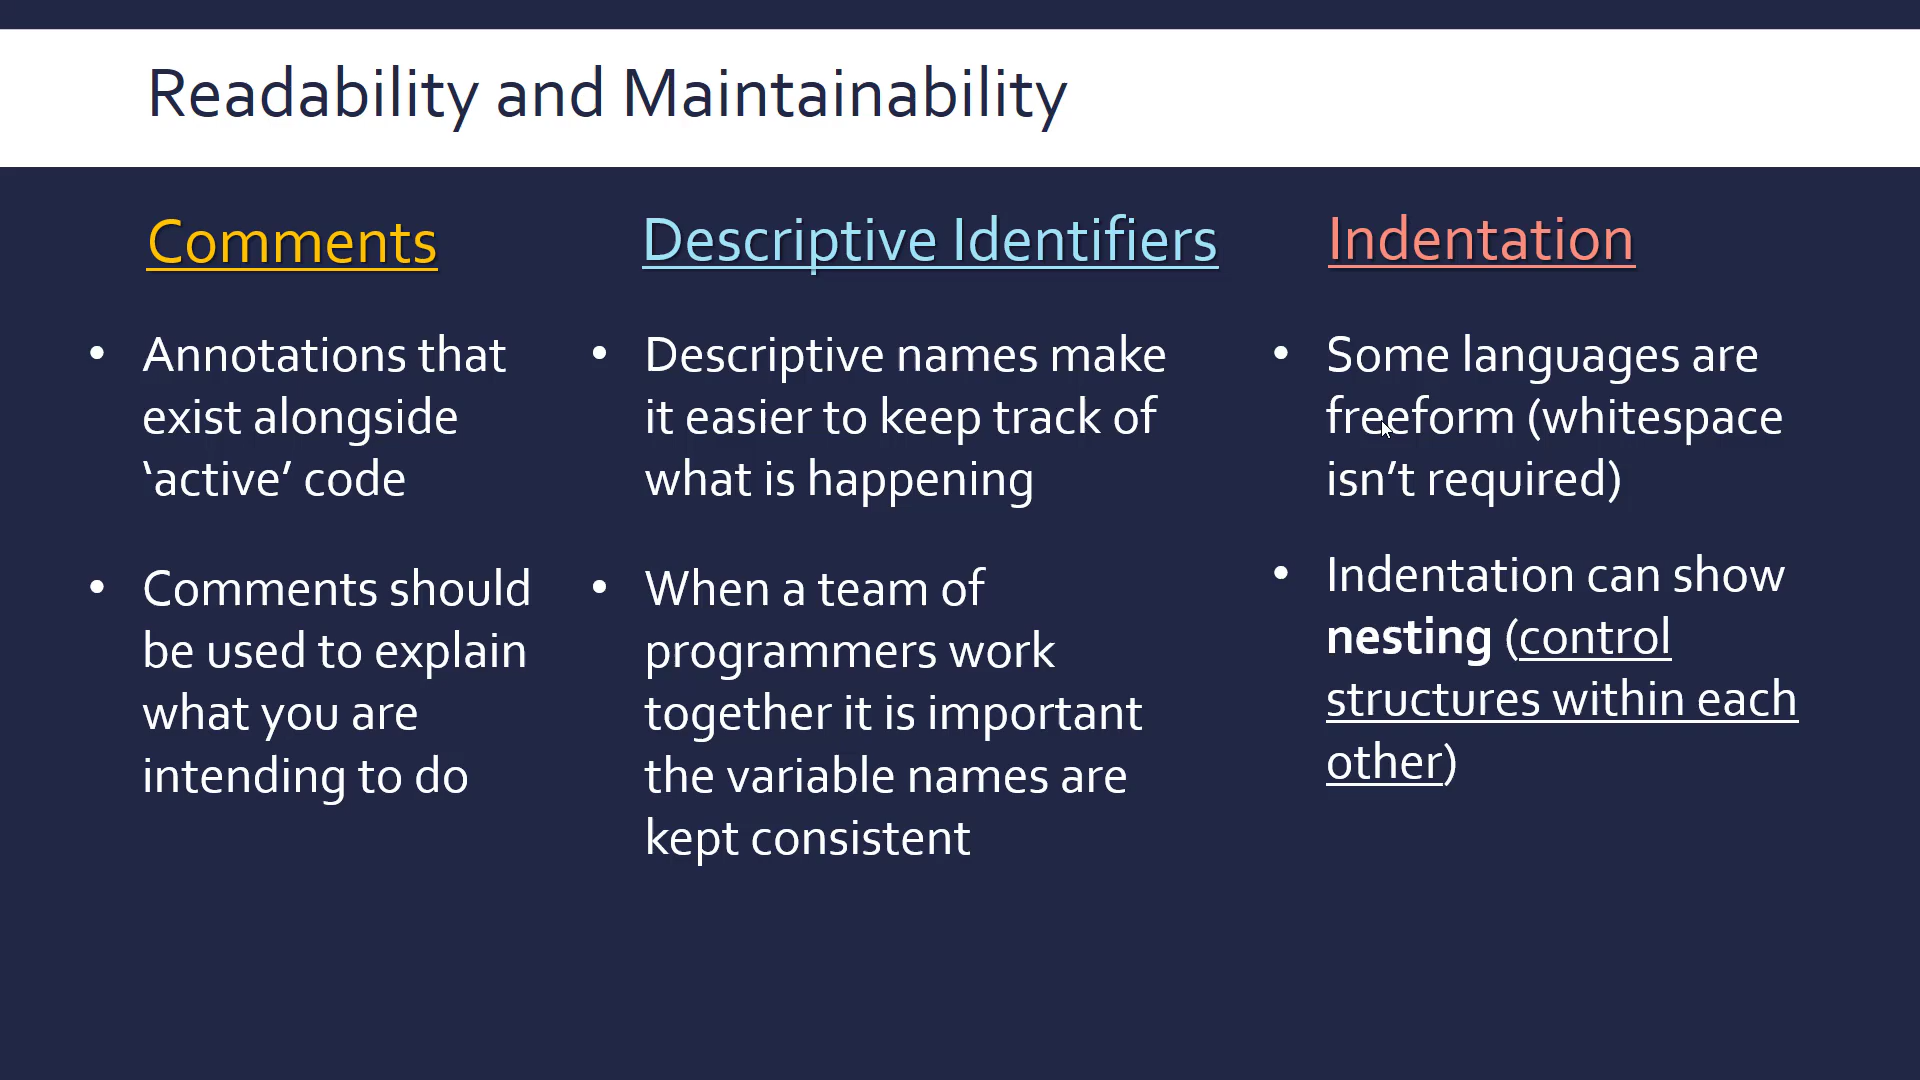 Readability and Maintainability
Comments
• Annotations that
exist alongside
‘active’ code
• Comments should
be used to explain
what you are
intending to do
Descriptive Identifiers
• Descriptive names make
it easier to keep track of
what is happening
• When a team of
programmers work
together it is important
the variable names are
kept consistent
Indentation
• Some languages are
freeform (whitespace
isn’t required)
• Indentation can show
nesting (control
structures within each
other)